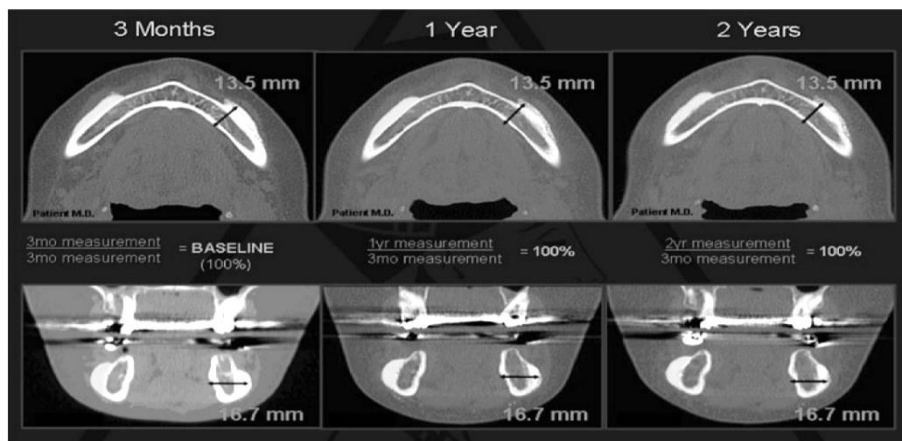 3 Months
1 Year
2 Years
13.5 mm
13.5 mm
13.5 mm
Patient M.D.
Patient M.D.
Patient M.D.
3mo measurement
3mo measurement
= BASELINE
(100%)
1yr measurement
3mo measurement
= 100%
2yr measurement
3mo measurement
= 100%
16.7 mm
16.7 mm
16.7 mm